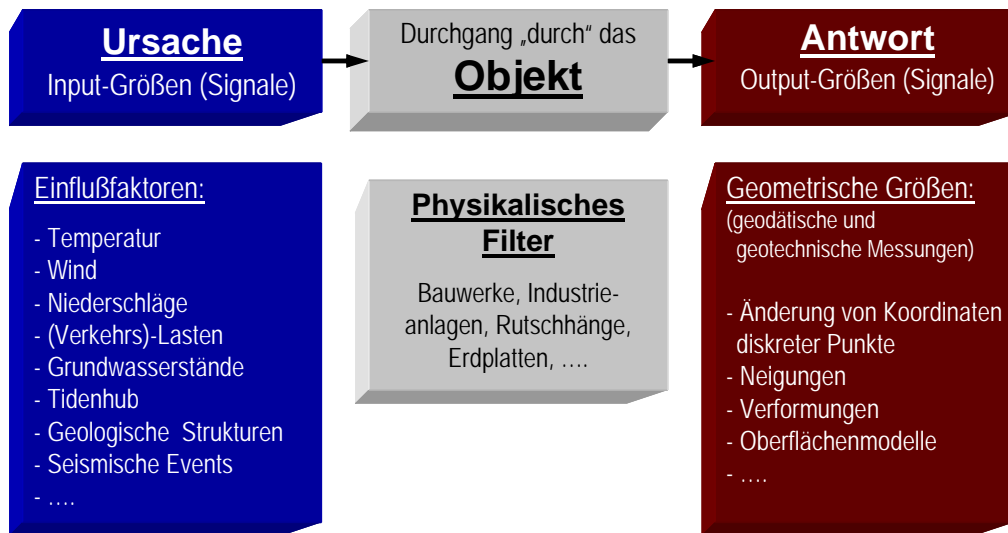 Ursache
Input-Größen (Signale)
Durchgang „durch“ das
Objekt
Antwort
Output-Größen (Signale)
Einflußfaktoren:
- Temperatur
- Wind
- Niederschläge
- (Verkehrs)-Lasten
- Grundwasserstände
- Tidenhub
- Geologische Strukturen
- Seismische Events
- ….
Physikalisches
Filter
Bauwerke, Industrie-
anlagen, Rutschhänge,
Erdplatten, ….
Geometrische Größen:
(geodätische und
geotechnische Messungen)
- Änderung von Koordinaten
diskreter Punkte
- Neigungen
- Verformungen
- Oberflächenmodelle
- ….